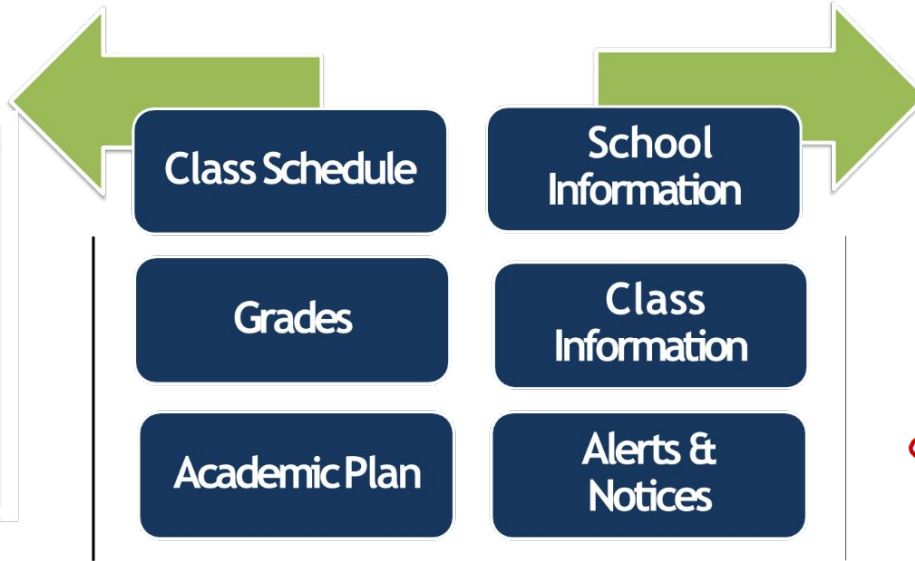 Class Schedule
Grades
Academic Plan
School
Information
Class
Information
Alerts &
Notices